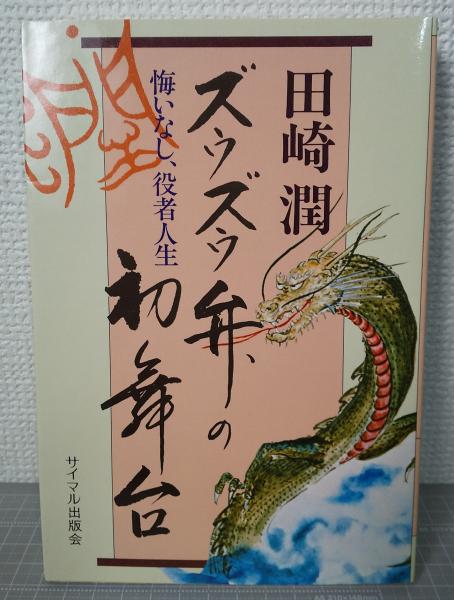 田崎 潤
ズウズウ弁の
初舞台
悔いなし、役者人生
サイマル出版会